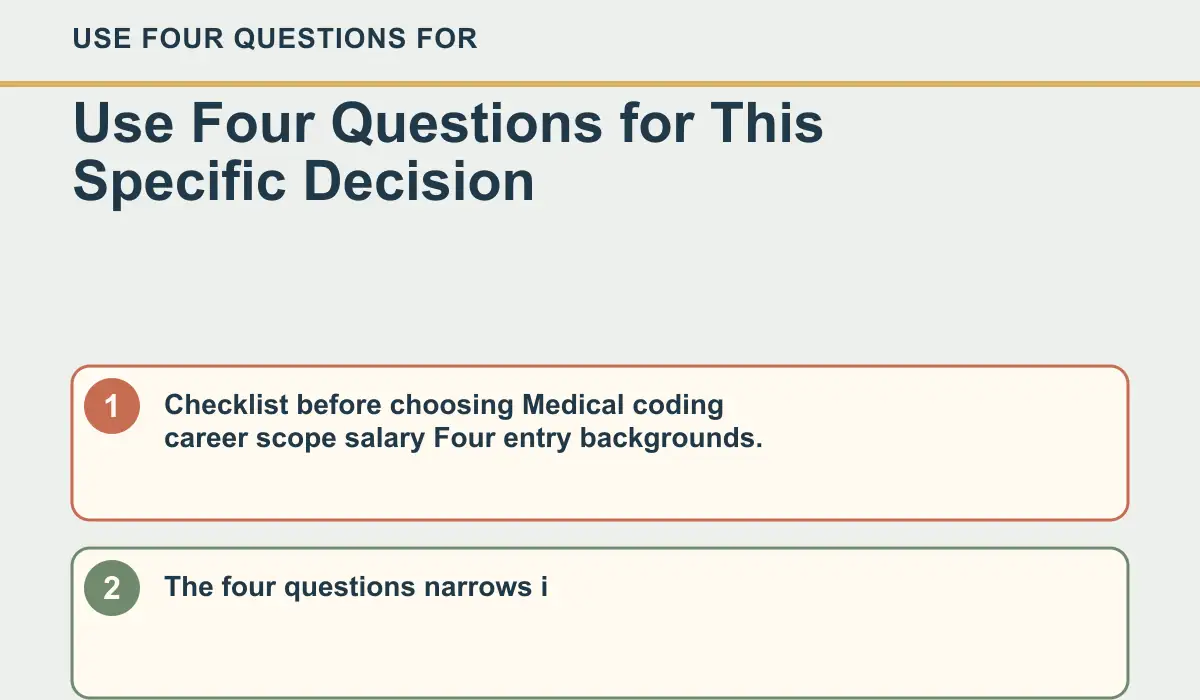 USE FOUR QUESTIONS FOR
Use Four Questions for This
Specific Decision
1
Checklist before choosing Medical coding
career scope salary Four entry backgrounds.
2
The four questions narrows i